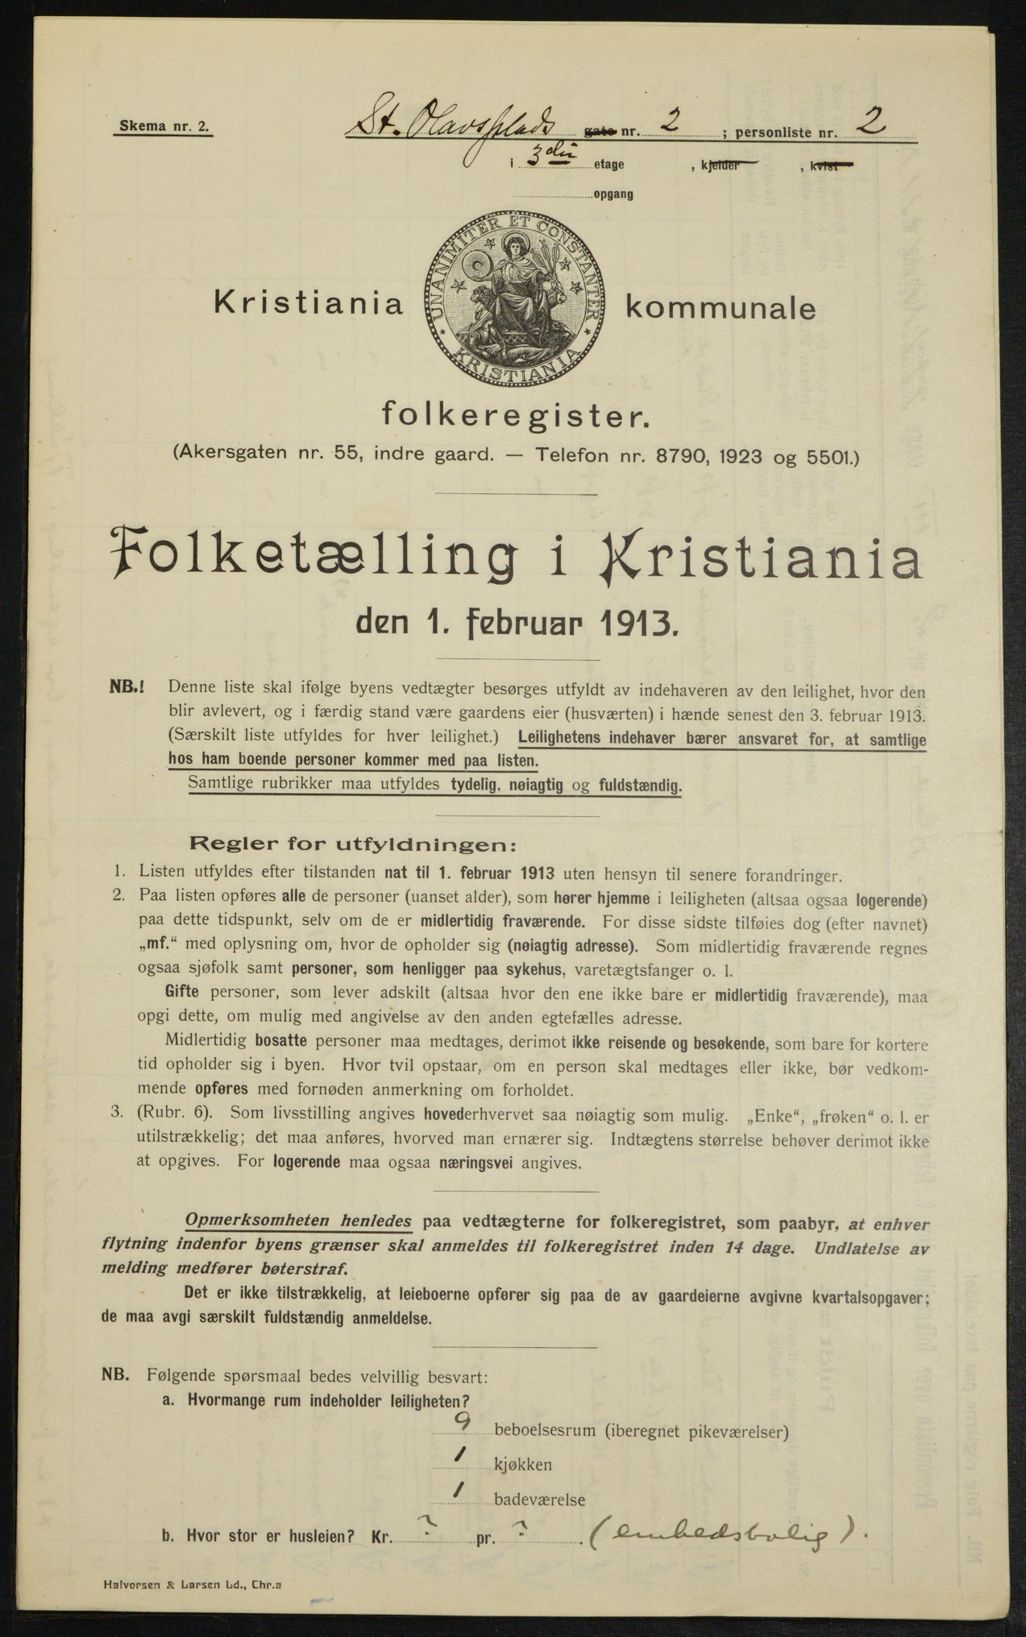 Skema nr. 2.
St. Olavsplads gate nr. 2 ; personliste nr. 2
i 3die etage , kjelder , kvist
opgang
UNANIMITER ET CONSTANTER
KRISTIANIA
Kristiania kommunale
folkeregister.
(Akersgaten nr. 55, indre gaard. — Telefon nr. 8790, 1923 og 5501.)
Folketælling i Kristiania
den 1. februar 1913.
NB.! Denne liste skal ifølge byens vedtægter besørges utfyldt av indehaveren av den leilighet, hvor den
blir avlevert, og i færdig stand være gaardens eier (husværten) i hænde senest den 3. februar 1913.
(Særskilt liste utfyldes for hver leilighet.) Leilighetens indehaver bærer ansvaret for, at samtlige
hos ham boende personer kommer med paa listen.
Samtlige rubrikker maa utfyldes tydelig, nøiagtig og fuldstændig.
Regler for utfyldningen:
1. Listen utfyldes efter tilstanden nat til 1. februar 1913 uten hensyn til senere forandringer.
2. Paa listen opføres alle de personer (uanset alder), som hører hjemme i leiligheten (altsaa ogsaa logerende)
paa dette tidspunkt, selv om de er midlertidig fraværende. For disse sidste tilføies dog (efter navnet)
„mf.“ med oplysning om, hvor de opholder sig (nøiagtig adresse). Som midlertidig fraværende regnes
ogsaa sjøfolk samt personer, som henligger paa sykehus, varetægtsfanger o. l.
Gifte personer, som lever adskilt (altsaa hvor den ene ikke bare er midlertidig fraværende), maa
opgi dette, om mulig med angivelse av den anden egtefælles adresse.
Midlertidig bosatte personer maa medtages, derimot ikke reisende og besøkende, som bare for kortere
tid opholder sig i byen. Hvor tvil opstaar, om en person skal medtages eller ikke, bør vedkom-
mende opføres med fornøden anmerkning om forholdet.
3. (Rubr. 6). Som livsstilling angives hovederhvervet saa nøiagtig som mulig. „Enke“, „frøken“ o. l. er
utilstrækkelig; det maa anføres, hvorved man ernærer sig. Indtægtens størrelse behøver derimot ikke
at opgives. For logerende maa ogsaa næringsvei angives.
Opmerksomheten henledes paa vedtægterne for folkeregistret, som paabyr, at enhver
flytning indenfor byens grænser skal anmeldes til folkeregistret inden 14 dage. Undlatelse av
melding medfører bøterstraf.
Det er ikke tilstrækkelig, at leieboerne opfører sig paa de av gaardeierne avgivne kvartalsopgaver;
de maa avgi særskilt fuldstændig anmeldelse.
NB. Følgende spørsmaal bedes velvillig besvart:
a. Hvormange rum indeholder leiligheten?
9 beboelsesrum (iberegnet pikeværelser)
1 kjøkken
1 badeværelse
b. Hvor stor er husleien? Kr. ? pr. ? . (embedsbolig).
Halvorsen & Larsen Ld., Chr.a